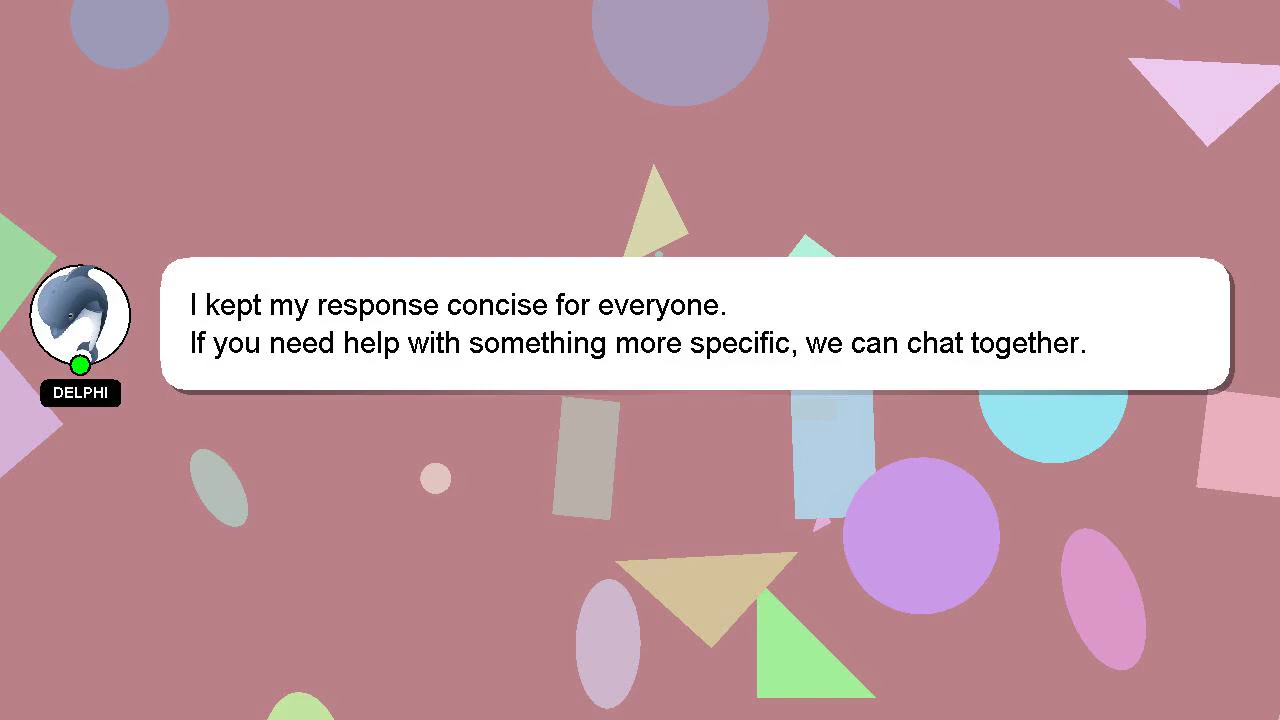 I kept my response concise for everyone.
If you need help with something more specific, we can chat together.
DELPHI